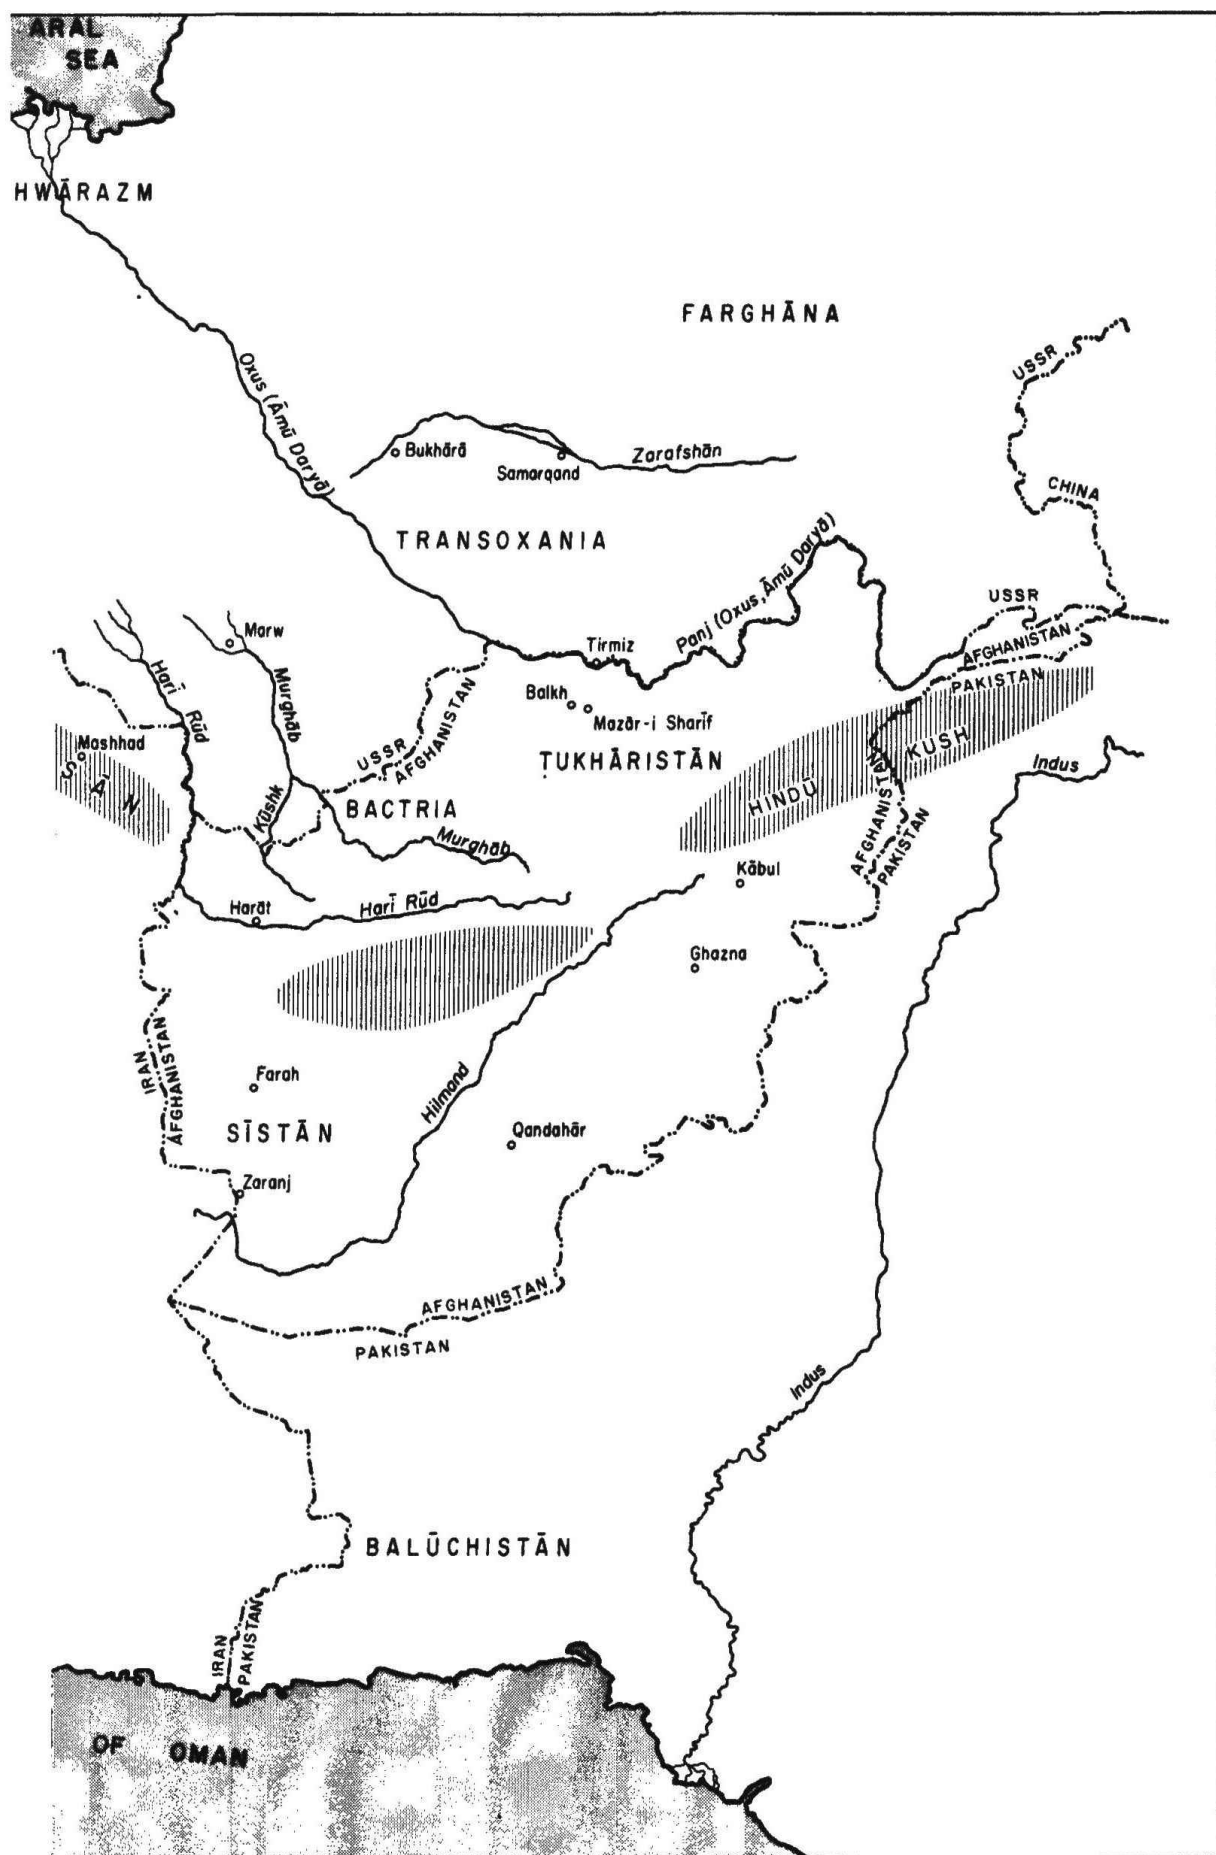 ARAL
SEA
HWĀRAZM
FARGHĀNA
USSR
Oxus (Āmū Daryā)
Bukhārā
Samarqand
Zarafshān
CHINA
TRANSOXANIA
Panj (Oxus, Āmū Daryā)
USSR
AFGHANISTAN
PAKISTAN
Marw
Tirmiz
Harī Rūd
Murghāb
Balkh
Mazār-i Sharīf
Mashhad
SĀN
USSR
AFGHANISTAN
TUKHĀRISTĀN
HINDŪ KUSH
Indus
BACTRIA
Kūshk
Murghāb
AFGHANISTAN
PAKISTAN
Kābul
Harāt
Harī Rūd
Ghazna
IRAN
AFGHANISTAN
Farah
Hilmand
SĪSTĀN
Qandahār
Zaranj
AFGHANISTAN
PAKISTAN
Indus
BALŪCHISTĀN
IRAN
PAKISTAN
OF OMAN